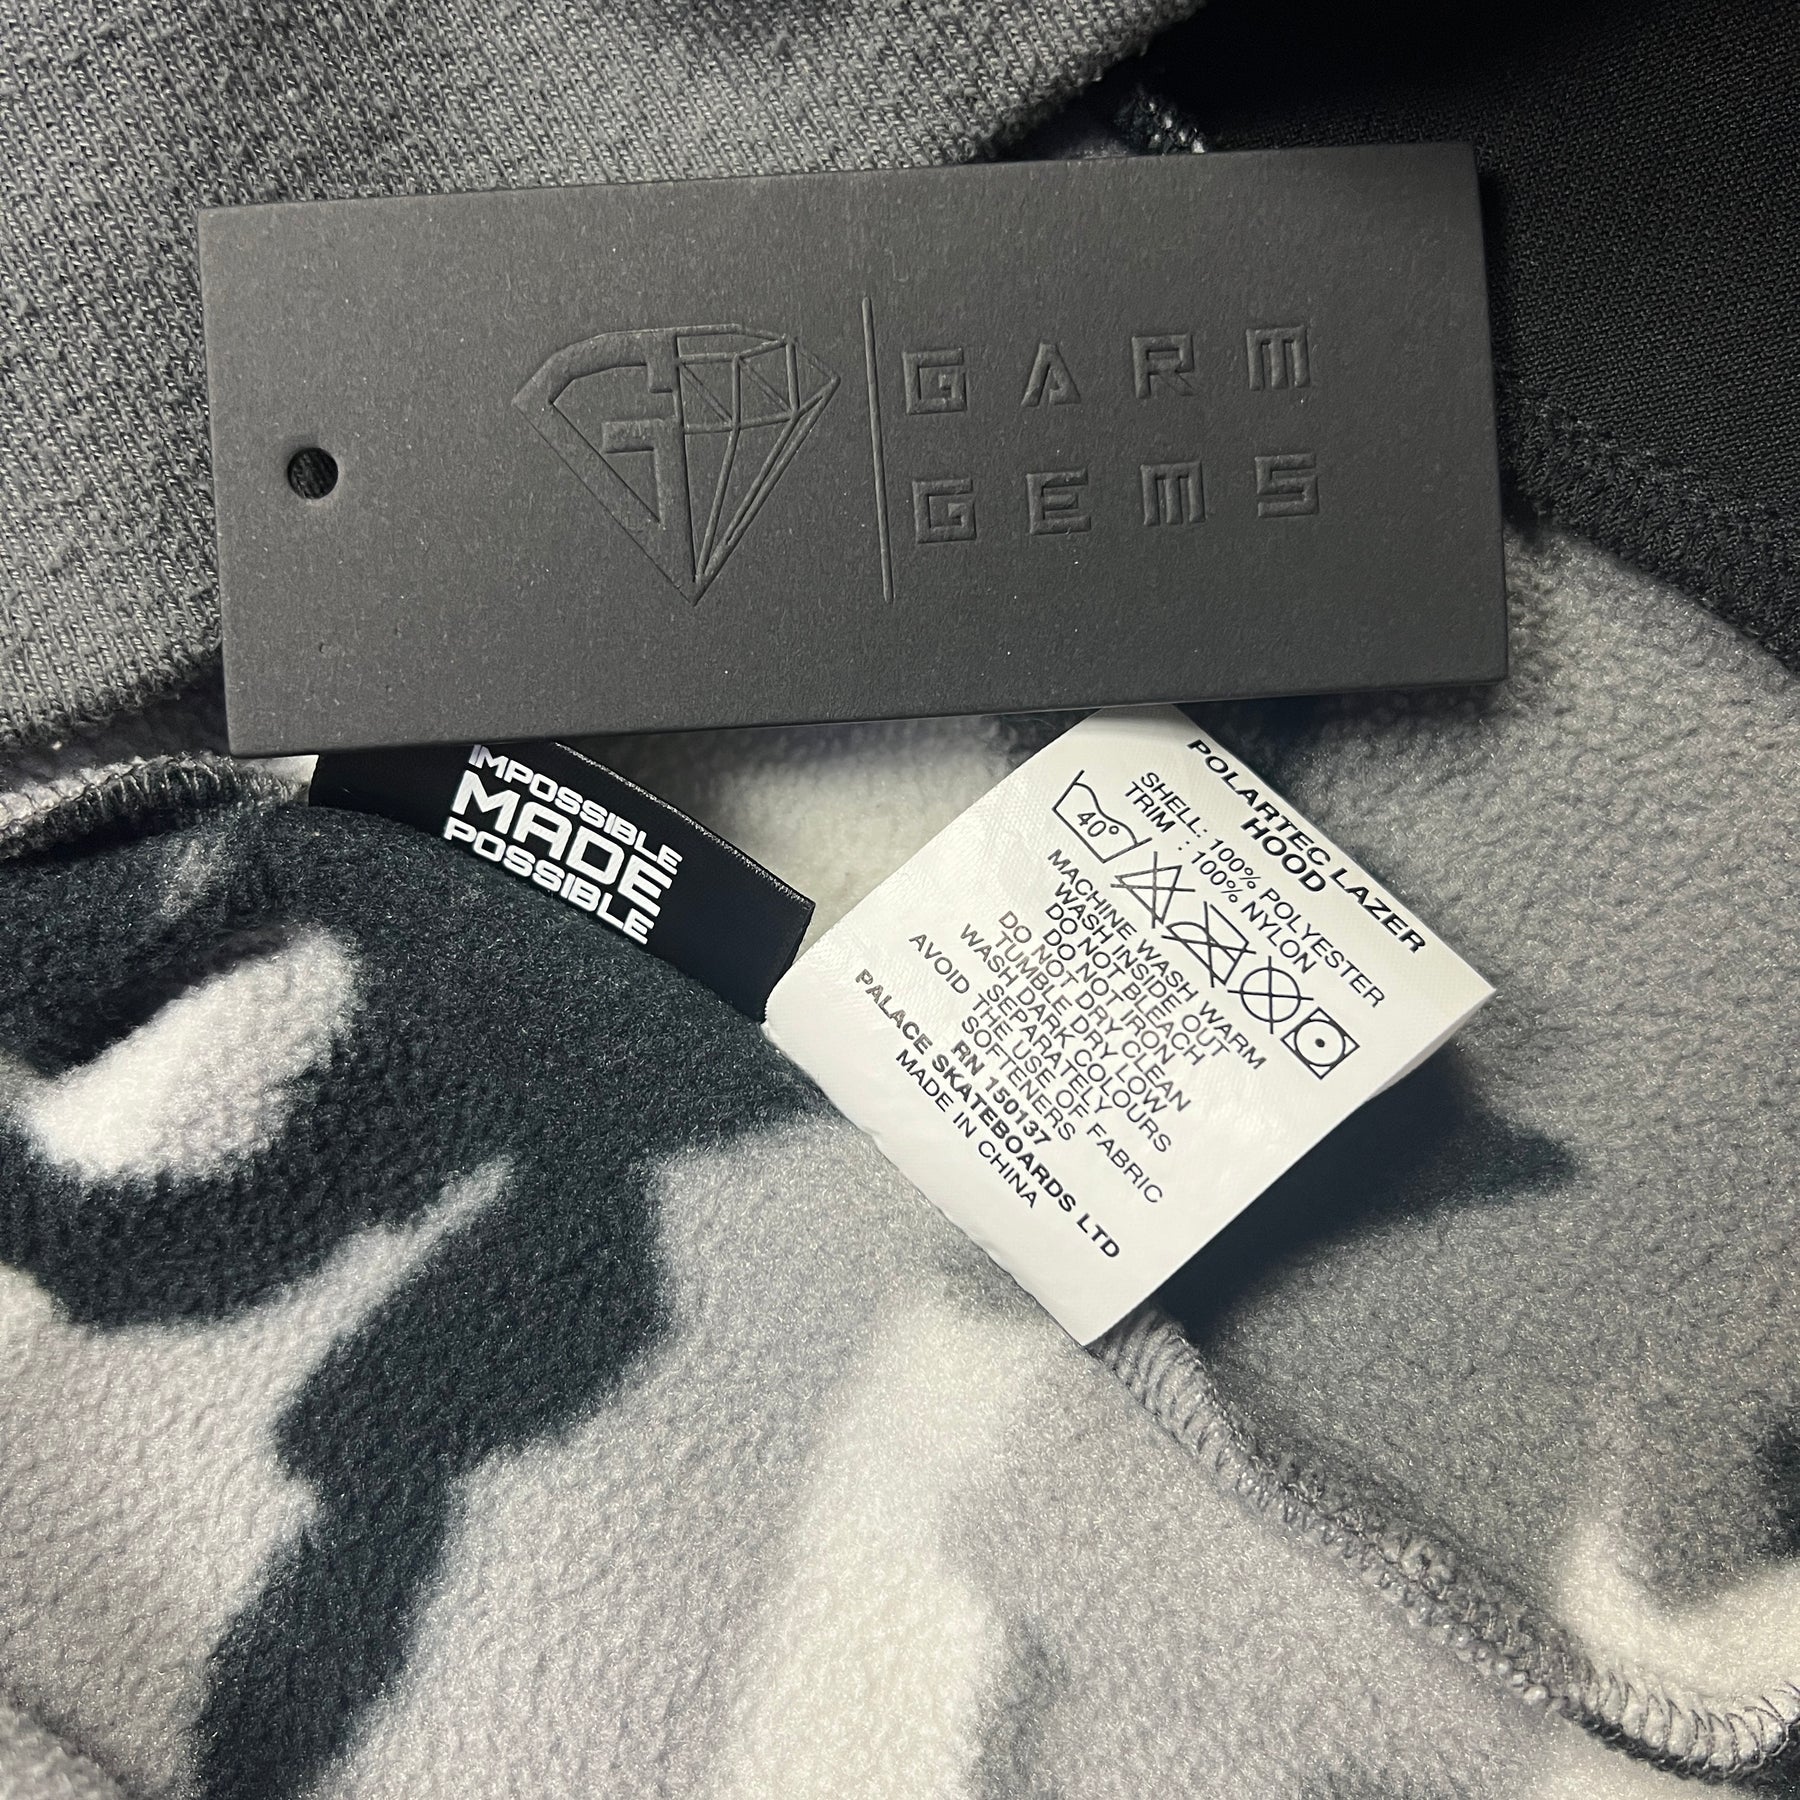 GARM
GEMS
IMPOSSIBLE
MADE
POSSIBLE
POLARTEC LAZER
HOOD
SHELL: 100% POLYESTER
TRIM : 100% NYLON
40°
MACHINE WASH WARM
WASH INSIDE OUT
DO NOT BLEACH
DO NOT IRON
DO NOT DRY CLEAN
TUMBLE DRY LOW
WASH DARK COLOURS
SEPARATELY
AVOID THE USE OF FABRIC
SOFTENERS
RN 150137
PALACE SKATEBOARDS LTD
MADE IN CHINA